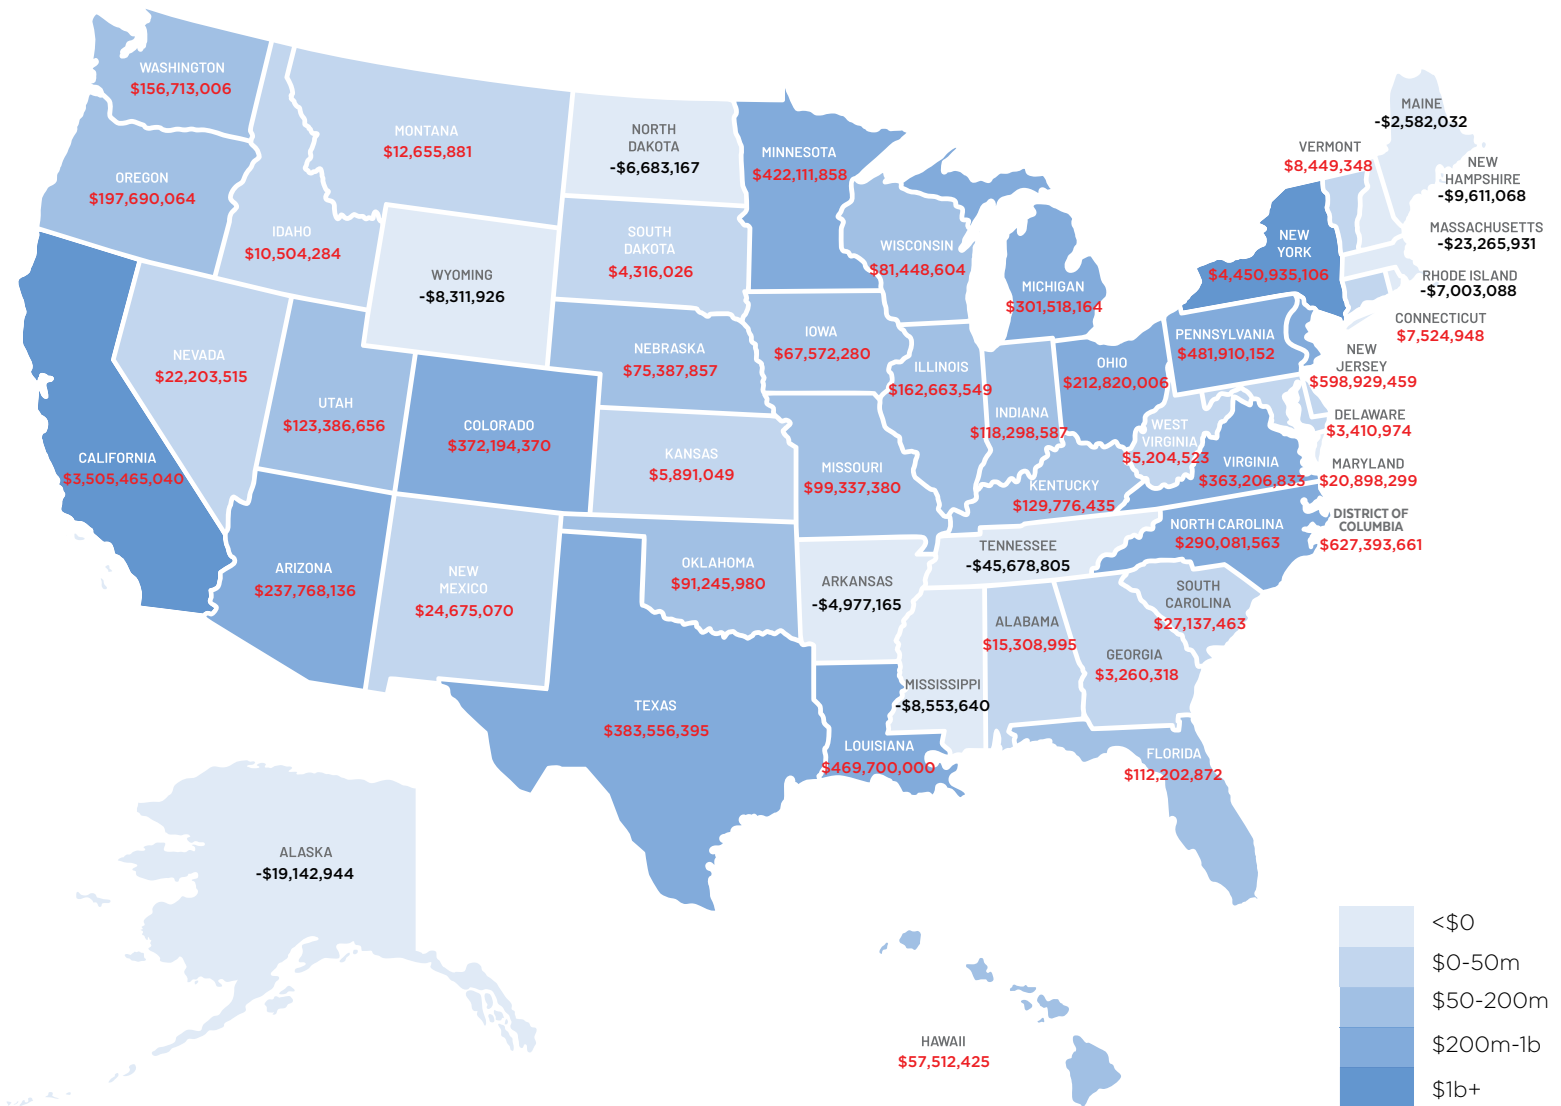 WASHINGTON
$156,713,006
OREGON
$197,690,064
CALIFORNIA
$3,505,465,040
NEVADA
$22,203,515
IDAHO
$10,504,284
MONTANA
$12,655,881
WYOMING
-$8,311,926
UTAH
$123,386,656
COLORADO
$372,194,370
ARIZONA
$237,768,136
NEW
MEXICO
$24,675,070
NORTH
DAKOTA
-$6,683,167
SOUTH
DAKOTA
$4,316,026
NEBRASKA
$75,387,857
KANSAS
$5,891,049
OKLAHOMA
$91,245,980
TEXAS
$383,556,395
MINNESOTA
$422,111,858
IOWA
$67,572,280
MISSOURI
$99,337,380
ARKANSAS
-$4,977,165
LOUISIANA
$469,700,000
WISCONSIN
$81,448,604
ILLINOIS
$162,663,549
MICHIGAN
$301,518,164
INDIANA
$118,298,587
OHIO
$212,820,006
KENTUCKY
$129,776,435
TENNESSEE
-$45,678,805
MISSISSIPPI
-$8,553,640
ALABAMA
$15,308,995
GEORGIA
$3,260,318
FLORIDA
$112,202,872
SOUTH
CAROLINA
$27,137,463
NORTH CAROLINA
$290,081,563
VIRGINIA
$363,206,833
WEST
VIRGINIA
$5,204,523
PENNSYLVANIA
$481,910,152
NEW
YORK
$4,450,935,106
VERMONT
$8,449,348
MAINE
-$2,582,032
NEW
HAMPSHIRE
-$9,611,068
MASSACHUSETTS
-$23,265,931
RHODE ISLAND
-$7,003,088
CONNECTICUT
$7,524,948
NEW
JERSEY
$598,929,459
DELAWARE
$3,410,974
MARYLAND
$20,898,299
DISTRICT OF
COLUMBIA
$627,393,661
ALASKA
-$19,142,944
HAWAII
$57,512,425
<$0
$0-50m
$50-200m
$200m-1b
$1b+